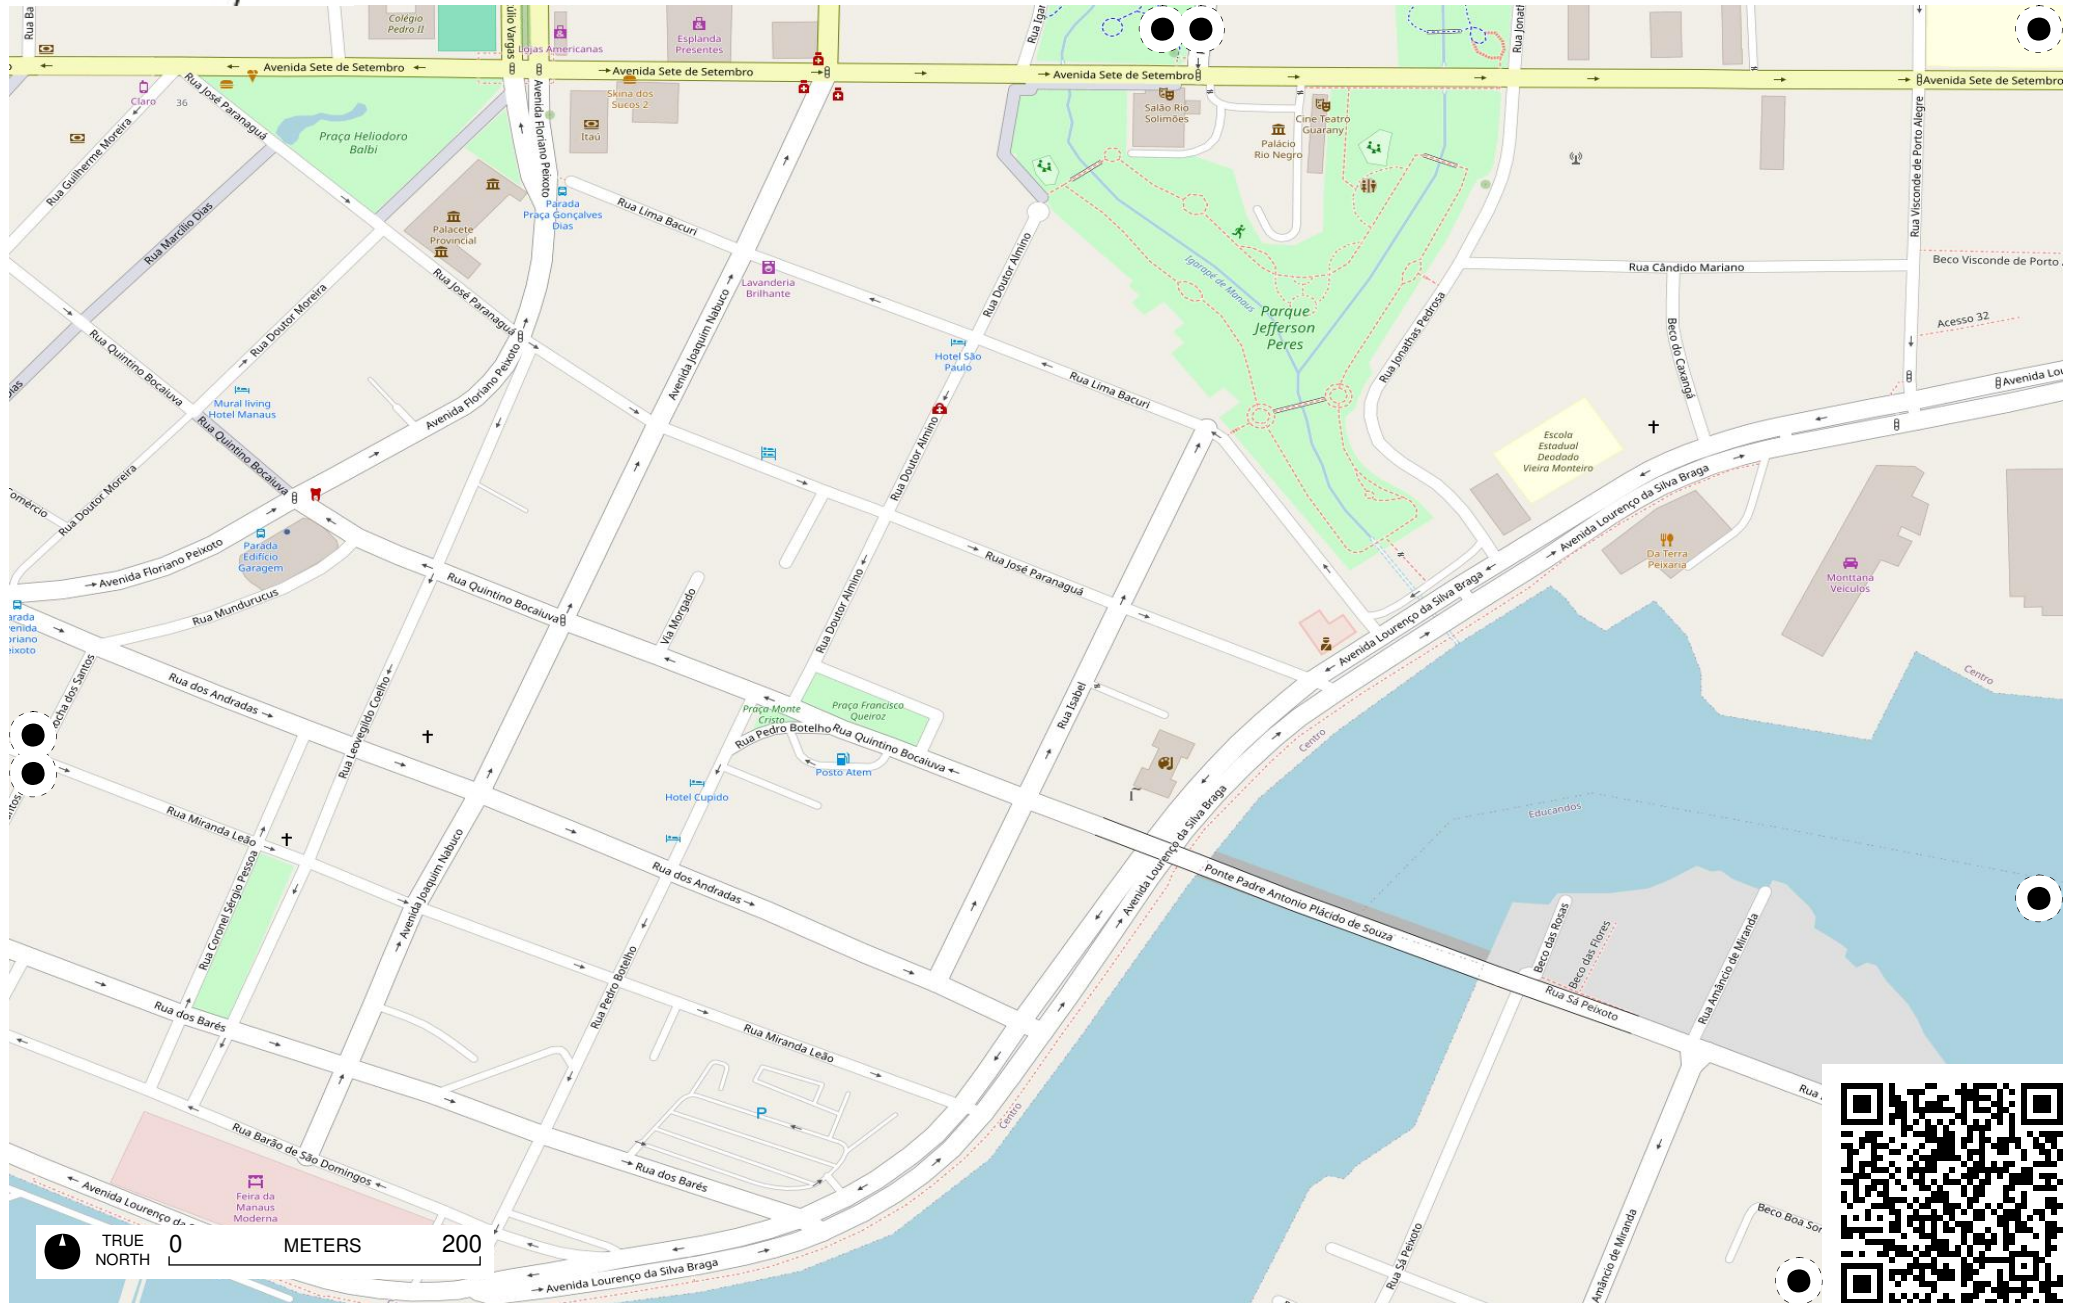 Colégio
Pedro II
Lojas Americanas
Esplanda
Presentes
Avenida Sete de Setembro
Avenida Sete de Setembro
Avenida Sete de Setembro
Avenida Sete de Setembro
Claro
36
Rua José Paranaguá
Praça Heliodoro
Balbi
Avenida Floriano Peixoto
Skina dos
Sucos 2
Itaú
Salão Rio
Solimões
Cine Teatro
Guarany
Palácio
Rio Negro
Rua Visconde de Porto Alegre
Rua Guilherme Moreira
Rua Marcílio Dias
Palacete
Provincial
Parada
Praça Gonçalves
Dias
Rua Lima Bacuri
Lavanderia
Brilhante
Rua Doutor Almino
Igarapé de Manaus
Parque
Jefferson
Peres
Rua Cândido Mariano
Beco Visconde de Porto
Acesso 32
Rua José Paranaguá
Rua Doutor Moreira
Rua Quintino Bocaiuva
Avenida Joaquim Nabuco
Hotel São
Paulo
Rua Lima Bacuri
Rua Jonathas Pedrosa
Beco do Caxangá
Avenida Lou
Mural living
Hotel Manaus
Rua Quintino Bocaiuva
Avenida Floriano Peixoto
Rua Doutor Almino
Escola
Estadual
Deodado
Vieira Monteiro
Rua Doutor Moreira
Avenida Lourenço da Silva Braga
Parada
Edifício
Garagem
Avenida Floriano Peixoto
Da Terra
Peixaria
Monttana
Veiculos
Rua José Paranaguá
Rua Mundurucus
Rua Quintino Bocaiuva
Via Morgado
Rua Doutor Almino
Avenida Lourenço da Silva Braga
Centro
Rua dos Andradas
Rua Leovegildo Coelho
Praça Monte
Cristo
Praça Francisco
Queiroz
Rua Pedro Botelho
Rua Quintino Bocaiuva
Rua Isabel
Centro
Posto Atem
Hotel Cupido
Educandos
Rua Miranda Leão
Avenida Joaquim Nabuco
Rua dos Andradas
Avenida Lourenço da Silva Braga
Ponte Padre Antonio Plácido de Souza
Rua Coronel Sérgio Pessoa
Rua Pedro Botelho
Beco das Rosas
Beco das Flores
Rua Amâncio de Miranda
Rua Sá Peixoto
Rua dos Barés
Rua Miranda Leão
P
Centro
Rua
Rua Barão de São Domingos
Rua dos Barés
Feira da
Manaus
Moderna
Avenida Lourenço da
Beco Boa Sor
Rua Sá Peixoto
Amâncio de Miranda
Avenida Lourenço da Silva Braga
TRUE
NORTH
0 METERS 200